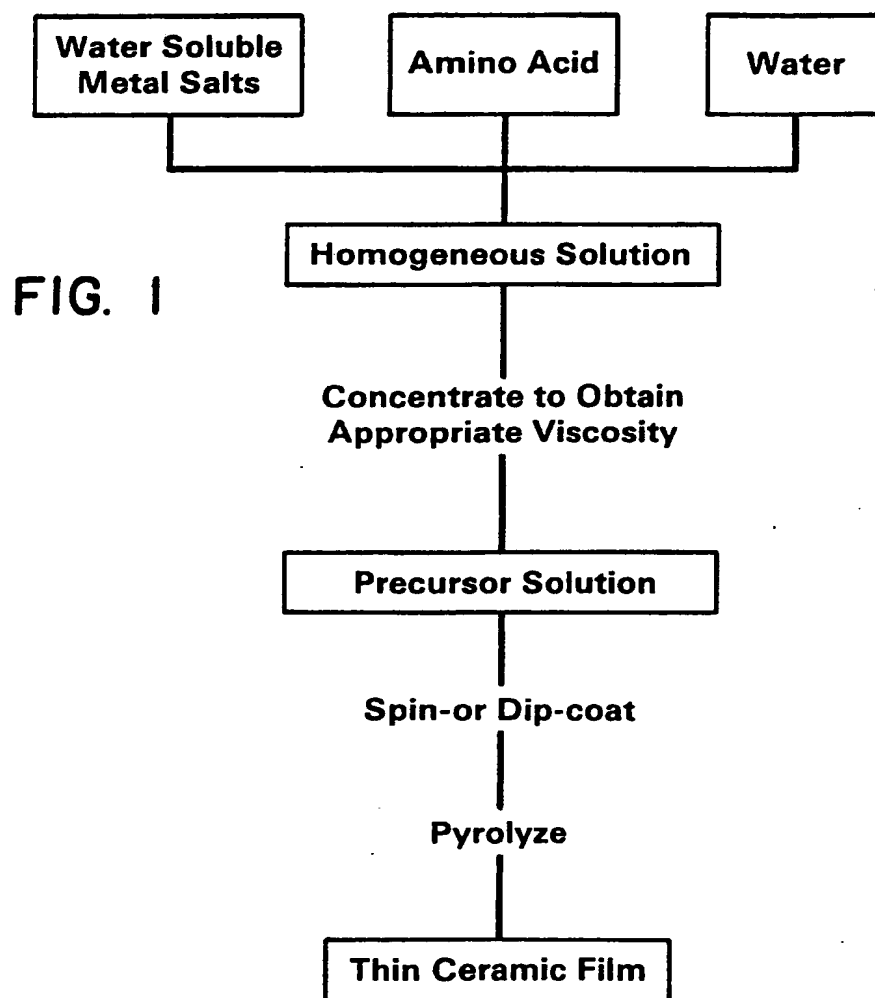 Water Soluble
Metal Salts
Amino Acid
Water
Homogeneous Solution
FIG. 1
Concentrate to Obtain
Appropriate Viscosity
Precursor Solution
Spin-or Dip-coat
Pyrolyze
Thin Ceramic Film